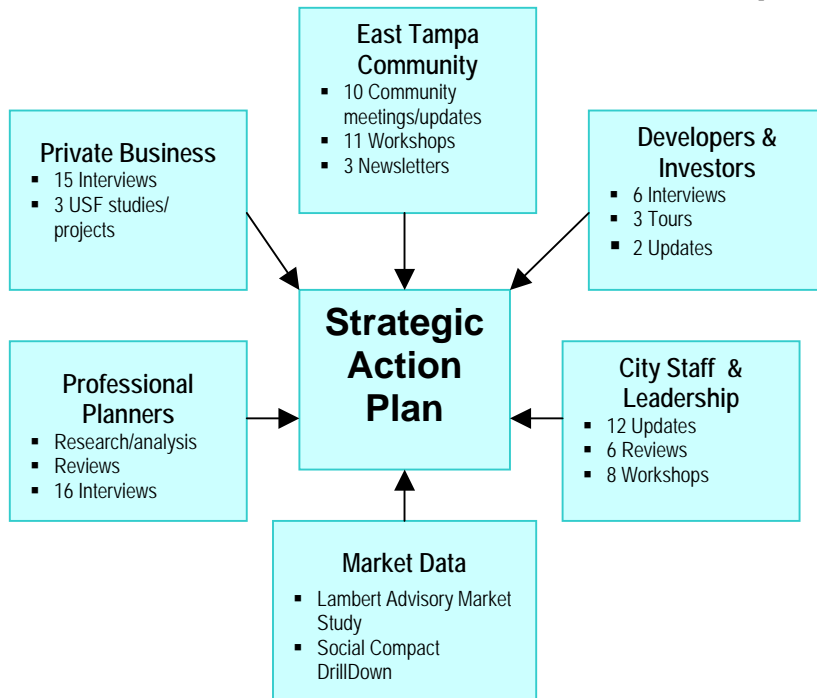 East Tampa
Community
▪ 10 Community
meetings/updates
▪ 11 Workshops
▪ 3 Newsletters
Private Business
▪ 15 Interviews
▪ 3 USF studies/
projects
Developers &
Investors
▪ 6 Interviews
▪ 3 Tours
▪ 2 Updates
Strategic
Action
Plan
Professional
Planners
▪ Research/analysis
▪ Reviews
▪ 16 Interviews
City Staff &
Leadership
▪ 12 Updates
▪ 6 Reviews
▪ 8 Workshops
Market Data
▪ Lambert Advisory Market
Study
▪ Social Compact
DrillDown